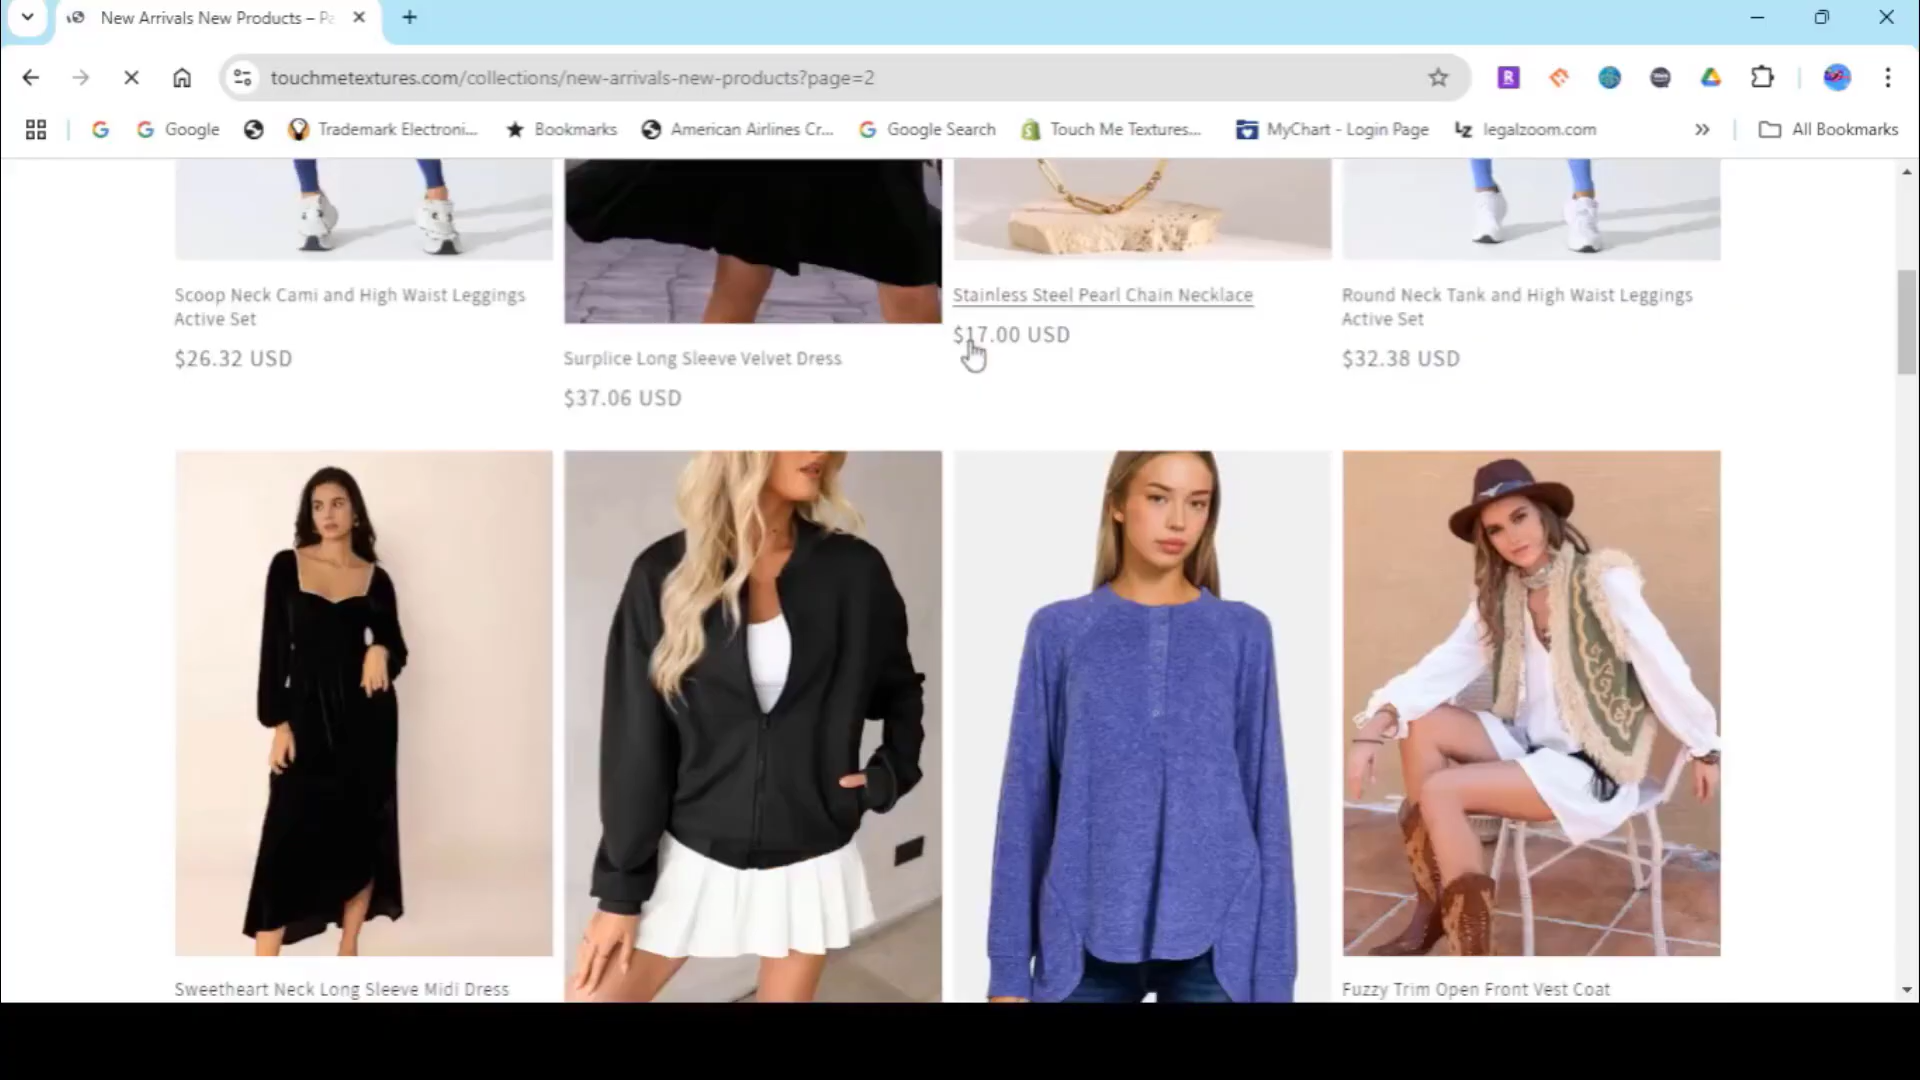 New Arrivals New Products – Pa
touchmetextures.com/collections/new-arrivals-new-products?page=2
Google
Trademark Electroni...
Bookmarks
American Airlines Cr...
Google Search
Touch Me Textures...
MyChart - Login Page
legalzoom.com
All Bookmarks
Scoop Neck Cami and High Waist Leggings
Active Set
$26.32 USD
Surplice Long Sleeve Velvet Dress
$37.06 USD
Stainless Steel Pearl Chain Necklace
$17.00 USD
Round Neck Tank and High Waist Leggings
Active Set
$32.38 USD
Sweetheart Neck Long Sleeve Midi Dress
Fuzzy Trim Open Front Vest Coat